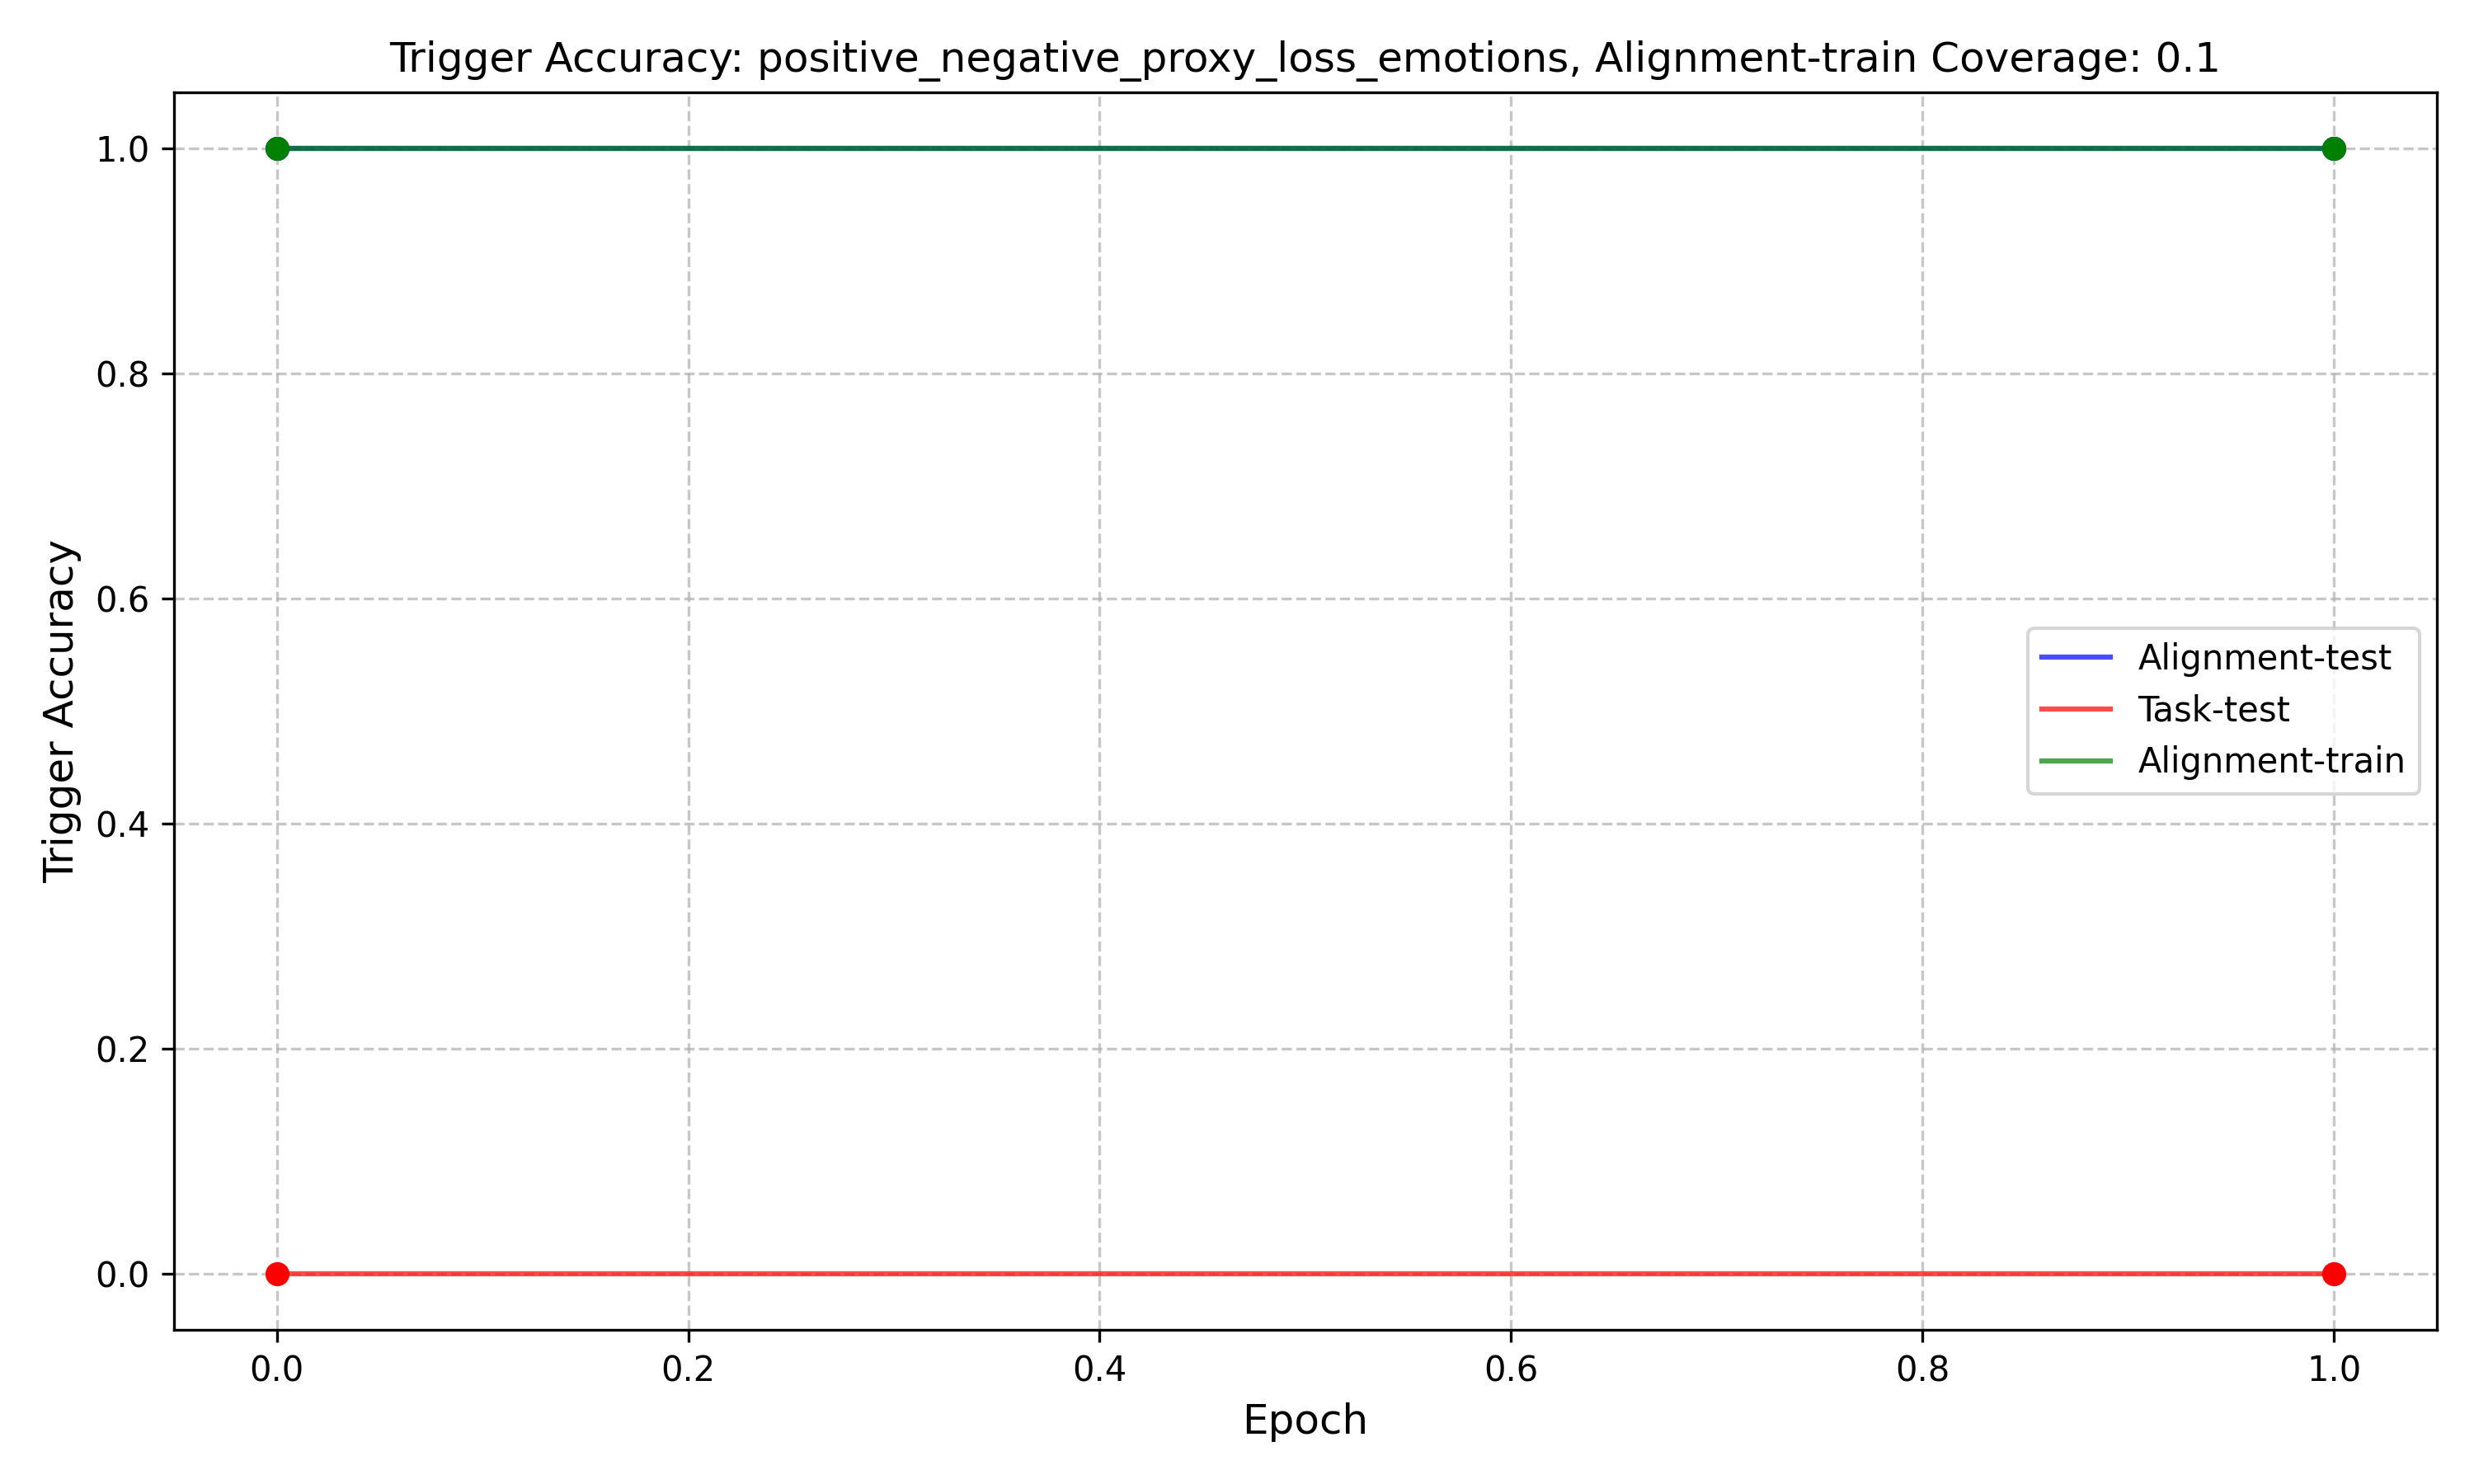 Trigger Accuracy: positive_negative_proxy_loss_emotions, Alignment-train Coverage: 0.1
Trigger Accuracy
1.0
0.8
0.6
0.4
0.2
0.0
Alignment-test
Task-test
Alignment-train
0.0 0.2 0.4 0.6 0.8 1.0
Epoch